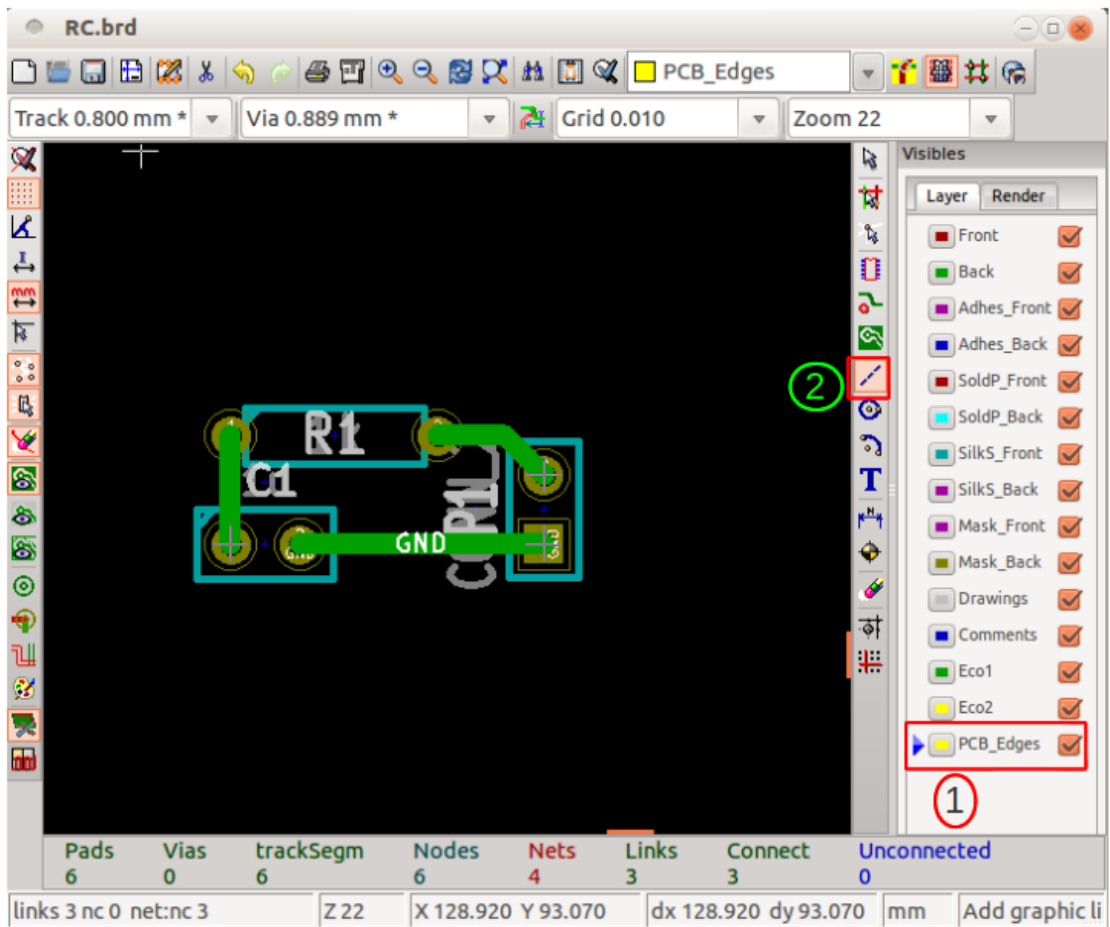 RC.brd
PCB_Edges
Track 0.800 mm * Via 0.889 mm * Grid 0.010 Zoom 22
Visibles
Layer Render
Front
Back
Adhes_Front
Adhes_Back
SoldP_Front
SoldP_Back
SilkS_Front
SilkS_Back
Mask_Front
Mask_Back
Drawings
Comments
Eco1
Eco2
PCB_Edges
1
2
mm
T
N
R1
C1
GND
GND
GND
Pads Vias trackSegm Nodes Nets Links Connect Unconnected
6 0 6 6 4 3 3 0
links 3 nc 0 net:nc 3 Z 22 X 128.920 Y 93.070 dx 128.920 dy 93.070 mm Add graphic li